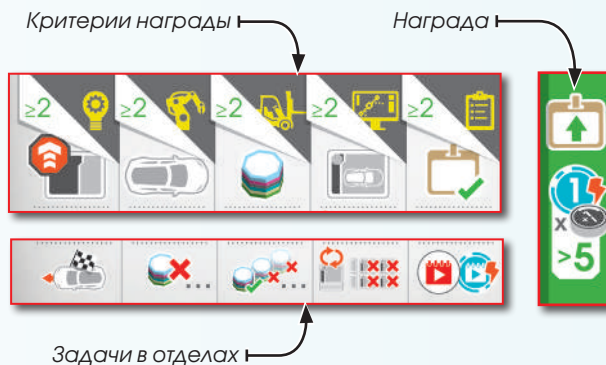 Критерии награды
Награда
≥2 ≥2 ≥2 ≥2 ≥2
1
x
>5
Задачи в отделах